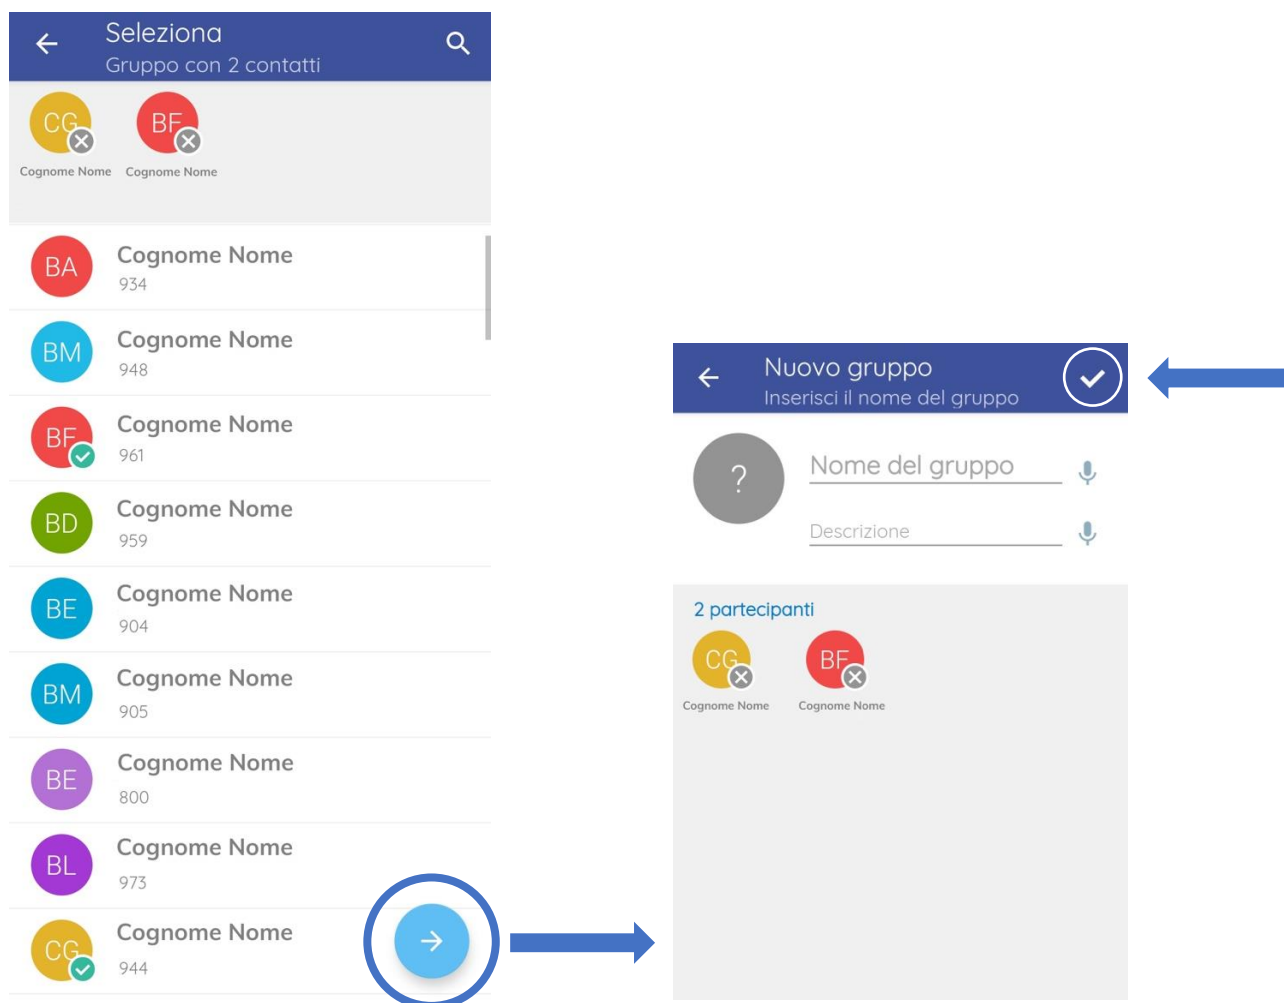 Seleziona
Gruppo con 2 contatti
CG
BF
Cognome Nome
Cognome Nome
BA
Cognome Nome
934
BM
Cognome Nome
948
BF
Cognome Nome
961
BD
Cognome Nome
959
BE
Cognome Nome
904
BM
Cognome Nome
905
BE
Cognome Nome
800
BL
Cognome Nome
973
CG
Cognome Nome
944
Nuovo gruppo
Inserisci il nome del gruppo
?
Nome del gruppo
Descrizione
2 partecipanti
CG
BF
Cognome Nome
Cognome Nome